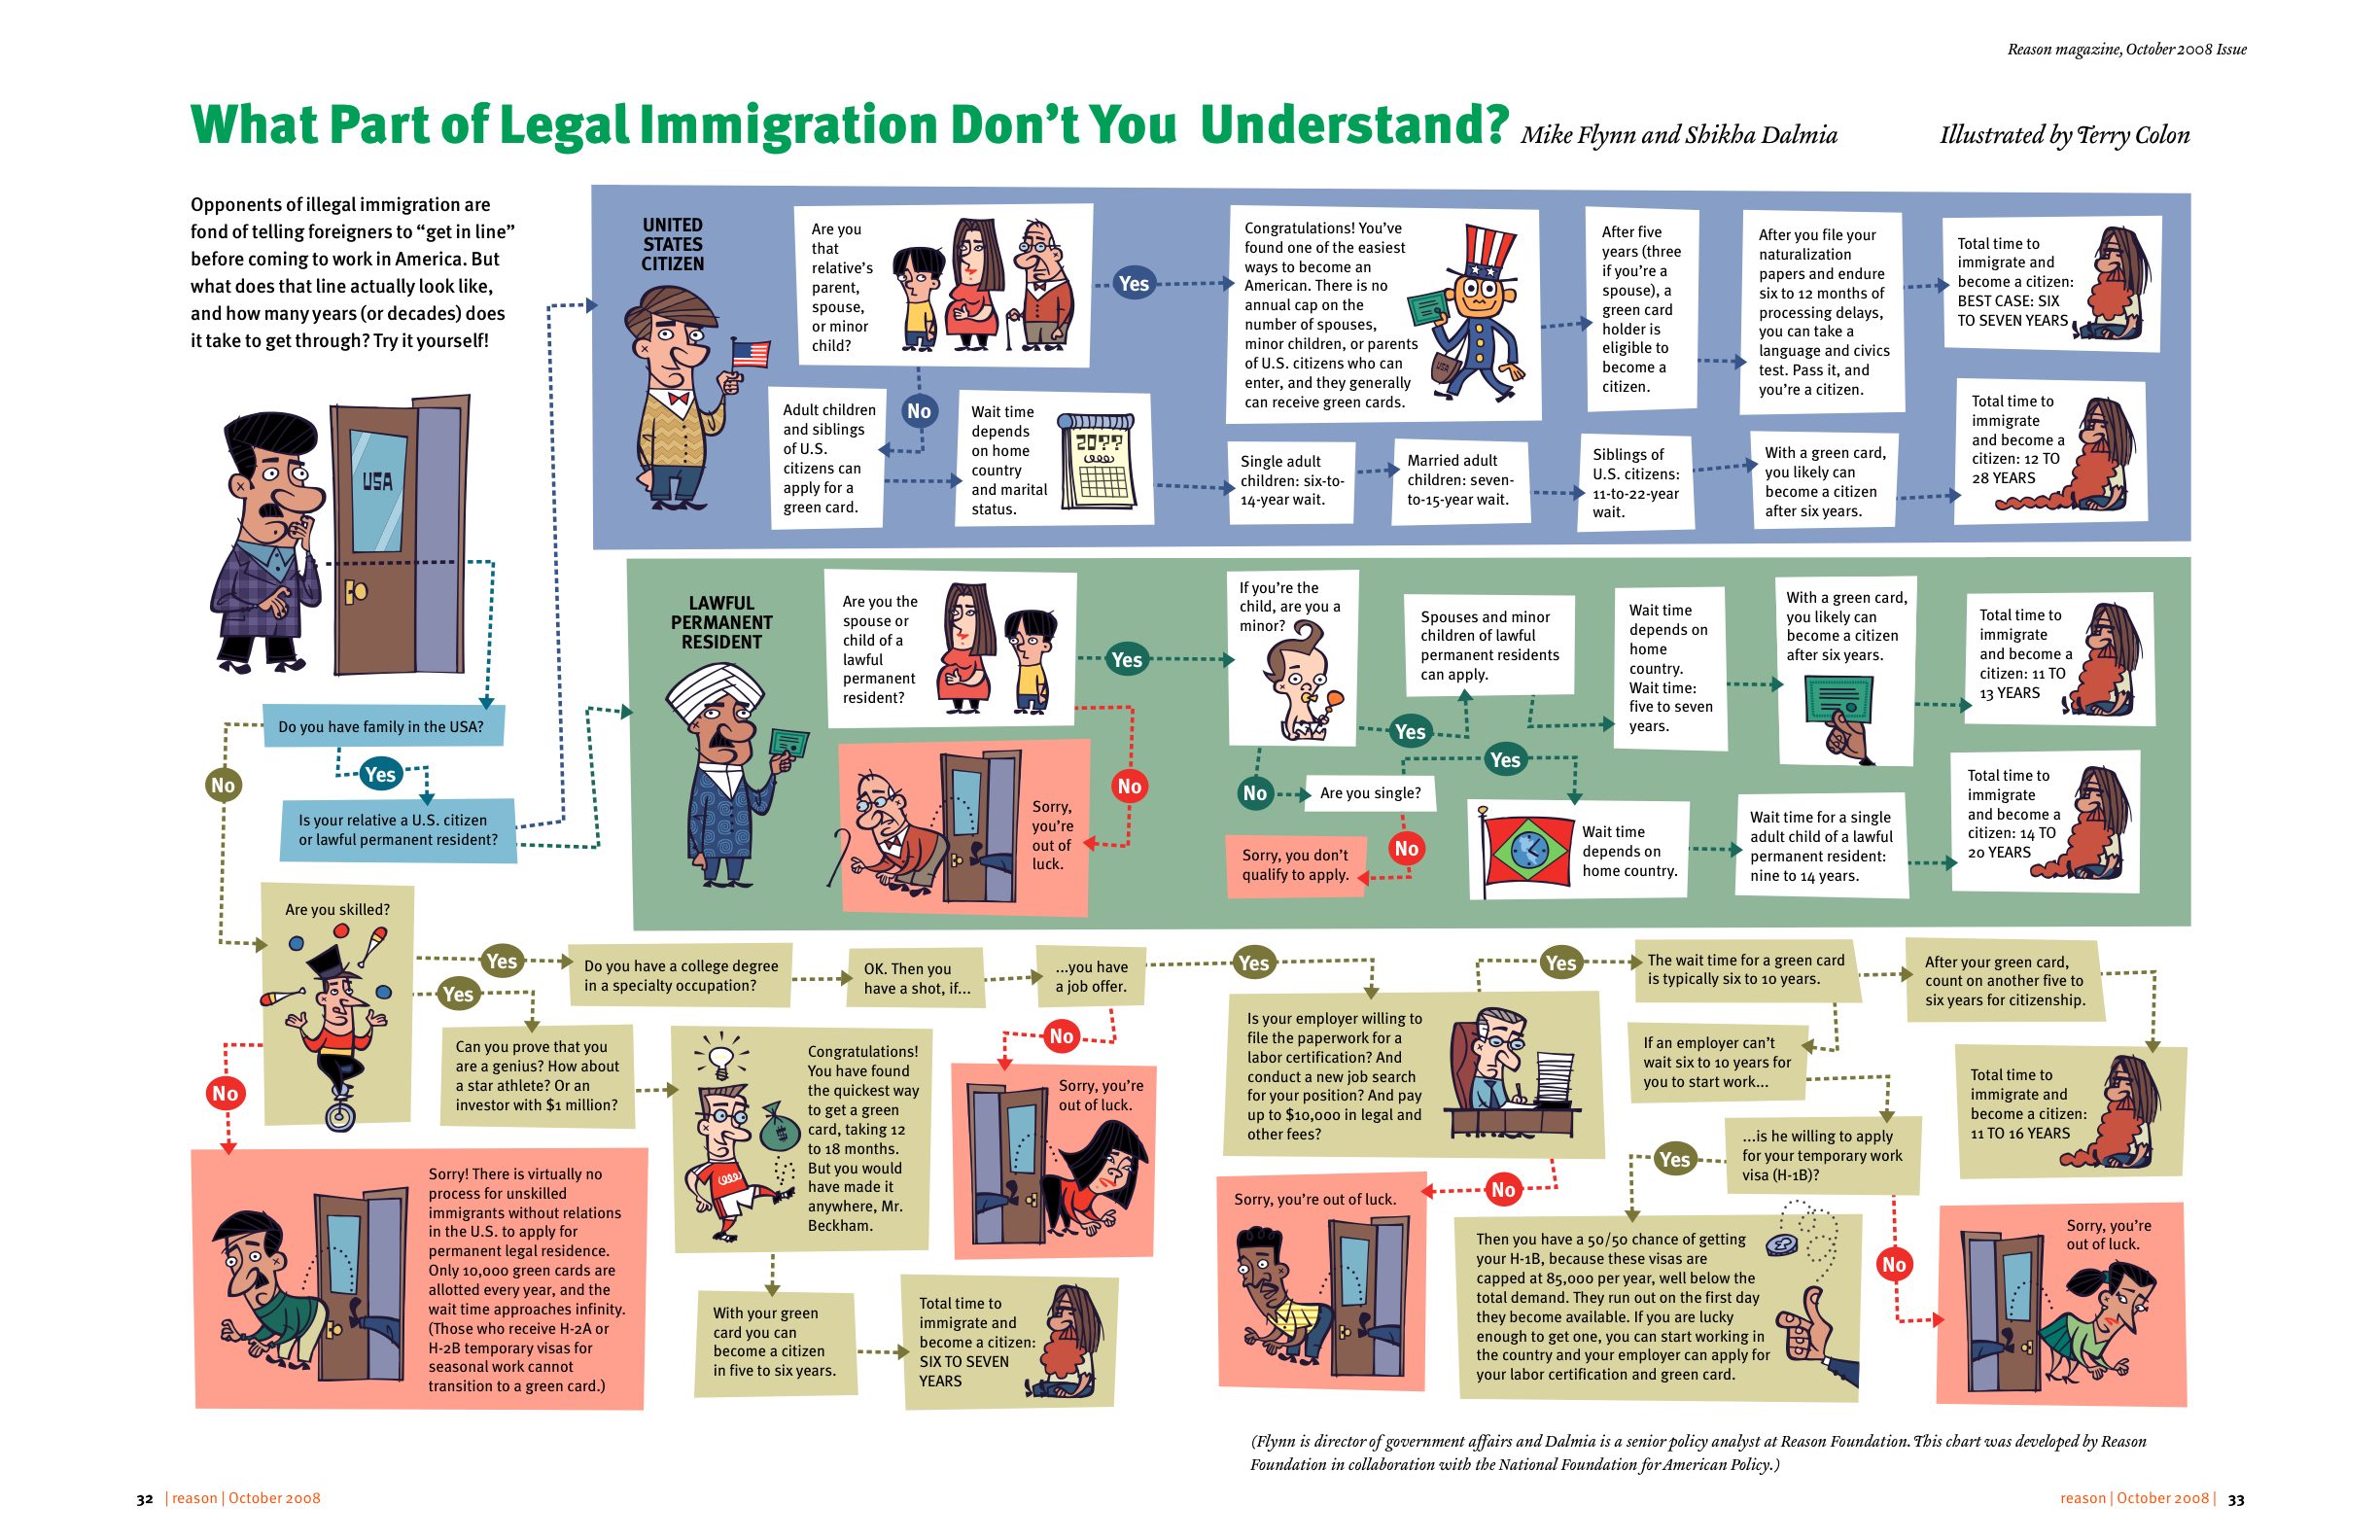 Reason magazine, October 2008 Issue
What Part of Legal Immigration Don't You Understand? Mike Flynn and Shikha Dalmia
Illustrated by Terry Colon
Opponents of illegal immigration are
fond of telling foreigners to “get in line”
before coming to work in America. But
what does that line actually look like,
and how many years (or decades) does
it take to get through? Try it yourself!
USA
Do you have family in the USA?
No
Yes
Is your relative a U.S. citizen
or lawful permanent resident?
UNITED
STATES
CITIZEN
Are you
that
relative’s
parent,
spouse,
or minor
child?
Yes
Congratulations! You’ve
found one of the easiest
ways to become an
American. There is no
annual cap on the
number of spouses,
minor children, or parents
of U.S. citizens who can
enter, and they generally
can receive green cards.
USA
After five
years (three
if you’re a
spouse), a
green card
holder is
eligible to
become a
citizen.
After you file your
naturalization
papers and endure
six to 12 months of
processing delays,
you can take a
language and civics
test. Pass it, and
you’re a citizen.
Total time to
immigrate and
become a citizen:
BEST CASE: SIX
TO SEVEN YEARS
No
Adult children
and siblings
of U.S.
citizens can
apply for a
green card.
Wait time
depends
on home
country
and marital
status.
20??
Single adult
children: six-to-
14-year wait.
Married adult
children: seven-
to-15-year wait.
Siblings of
U.S. citizens:
11-to-22-year
wait.
With a green card,
you likely can
become a citizen
after six years.
Total time to
immigrate
and become a
citizen: 12 TO
28 YEARS
LAWFUL
PERMANENT
RESIDENT
Are you the
spouse or
child of a
lawful
permanent
resident?
Yes
No
Sorry,
you’re
out of
luck.
If you’re the
child, are you a
minor?
Yes
Spouses and minor
children of lawful
permanent residents
can apply.
Wait time
depends on
home
country.
Wait time:
five to seven
years.
With a green card,
you likely can
become a citizen
after six years.
Total time to
immigrate
and become a
citizen: 11 TO
13 YEARS
No
Are you single?
Yes
No
Sorry, you don’t
qualify to apply.
Wait time
depends on
home country.
Wait time for a single
adult child of a lawful
permanent resident:
nine to 14 years.
Total time to
immigrate
and become a
citizen: 14 TO
20 YEARS
Are you skilled?
Yes
Do you have a college degree
in a specialty occupation?
OK. Then you
have a shot, if...
...you have
a job offer.
Yes
No
Sorry, you’re
out of luck.
Yes
Can you prove that you
are a genius? How about
a star athlete? Or an
investor with $1 million?
Congratulations!
You have found
the quickest way
to get a green
card, taking 12
to 18 months.
But you would
have made it
anywhere, Mr.
Beckham.
$
With your green
card you can
become a citizen
in five to six years.
Total time to
immigrate and
become a citizen:
SIX TO SEVEN
YEARS
No
Sorry! There is virtually no
process for unskilled
immigrants without relations
in the U.S. to apply for
permanent legal residence.
Only 10,000 green cards are
allotted every year, and the
wait time approaches infinity.
(Those who receive H-2A or
H-2B temporary visas for
seasonal work cannot
transition to a green card.)
Is your employer willing to
file the paperwork for a
labor certification? And
conduct a new job search
for your position? And pay
up to $10,000 in legal and
other fees?
Yes
No
Sorry, you’re out of luck.
The wait time for a green card
is typically six to 10 years.
After your green card,
count on another five to
six years for citizenship.
Total time to
immigrate and
become a citizen:
11 TO 16 YEARS
If an employer can’t
wait six to 10 years for
you to start work...
...is he willing to apply
for your temporary work
visa (H-1B)?
Yes
No
Then you have a 50/50 chance of getting
your H-1B, because these visas are
capped at 85,000 per year, well below the
total demand. They run out on the first day
they become available. If you are lucky
enough to get one, you can start working in
the country and your employer can apply for
your labor certification and green card.
Sorry, you’re
out of luck.
(Flynn is director of government affairs and Dalmia is a senior policy analyst at Reason Foundation. This chart was developed by Reason
Foundation in collaboration with the National Foundation for American Policy.)
32 | reason | October 2008
reason | October 2008 | 33